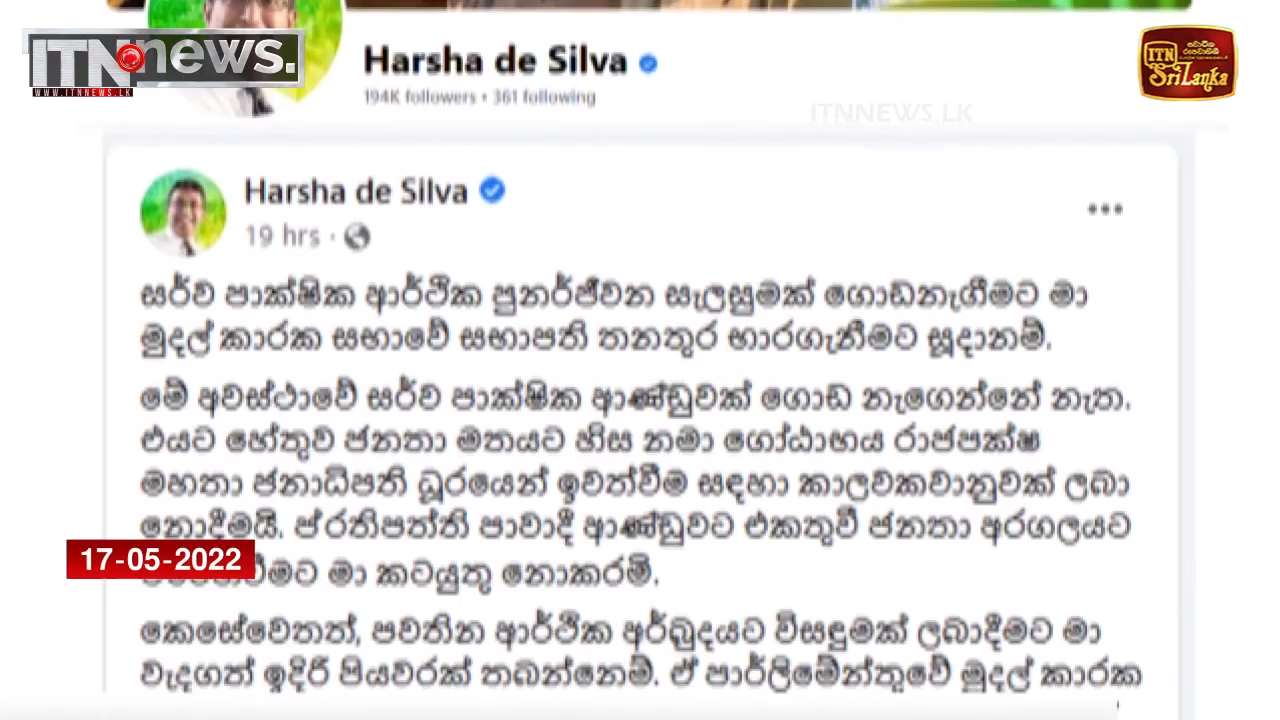 ITN news.
WWW.ITNNEWS.LK
Harsha de Silva
194K followers • 361 following
ITN
Sri Lanka
ITNNEWS.LK
Harsha de Silva
19 hrs ·
සර්ව පාක්ෂික ආර්ථික පුනර්ජීවන සැලසුමක් ගොඩනැගීමට මා
මුදල් කාරක සභාවේ සභාපති තනතුර භාරගැනීමට සූදානම්.
මේ අවස්ථාවේ සර්ව පාක්ෂික ආණ්ඩුවක් ගොඩ නැගෙන්නේ නැත.
එයට හේතුව ජනතා මතයට හිස නමා ගෝඨාභය රාජපක්ෂ
මහතා ජනාධිපති ධූරයෙන් ඉවත්වීම සඳහා කාලවකවානුවක් ලබා
නොදීමයි. ප්රතිපත්ති පාවාදී ආණ්ඩුවට එකතුවී ජනතා අරගලයට
17-05-2022
මා කටයුතු නොකරමි.
කෙසේවෙතත්, පවතින ආර්ථික අර්බුදයට විසඳුමක් ලබාදීමට මා
වැදගත් ඉදිරි පියවරක් තබන්නෙමි. ඒ පාර්ලිමේන්තුවේ මුදල් කාරක